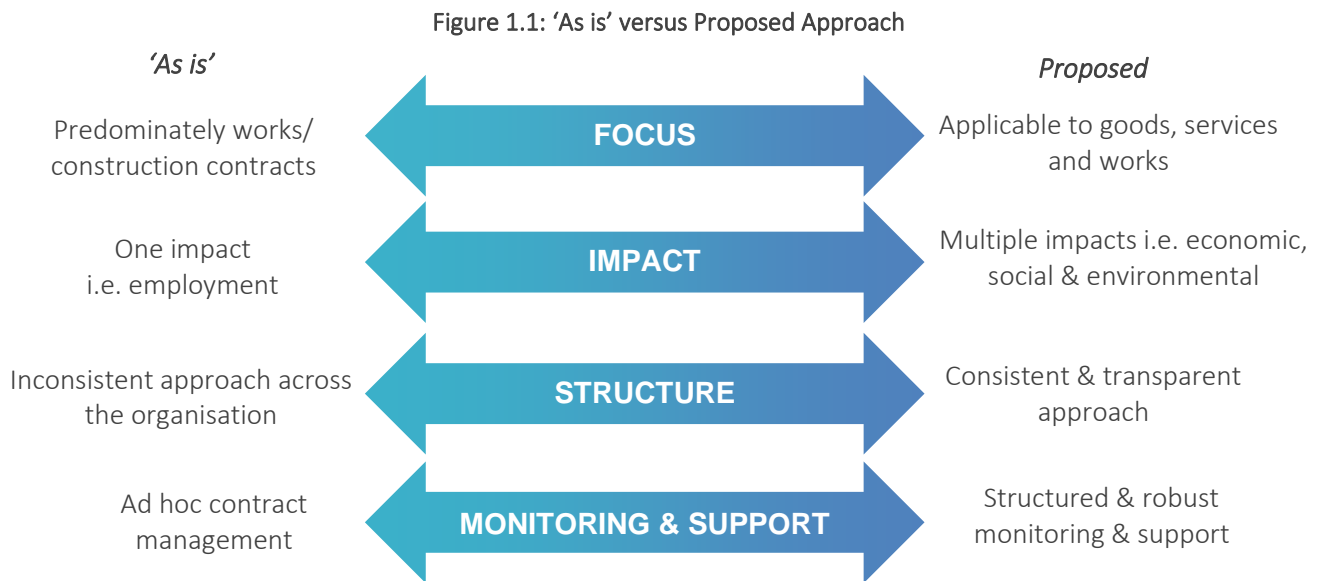 Figure 1.1: ‘As is’ versus Proposed Approach
‘As is’
Proposed
Predominately works/
construction contracts
FOCUS
Applicable to goods, services
and works
One impact
i.e. employment
IMPACT
Multiple impacts i.e. economic,
social & environmental
Inconsistent approach across
the organisation
STRUCTURE
Consistent & transparent
approach
Ad hoc contract
management
MONITORING & SUPPORT
Structured & robust
monitoring & support